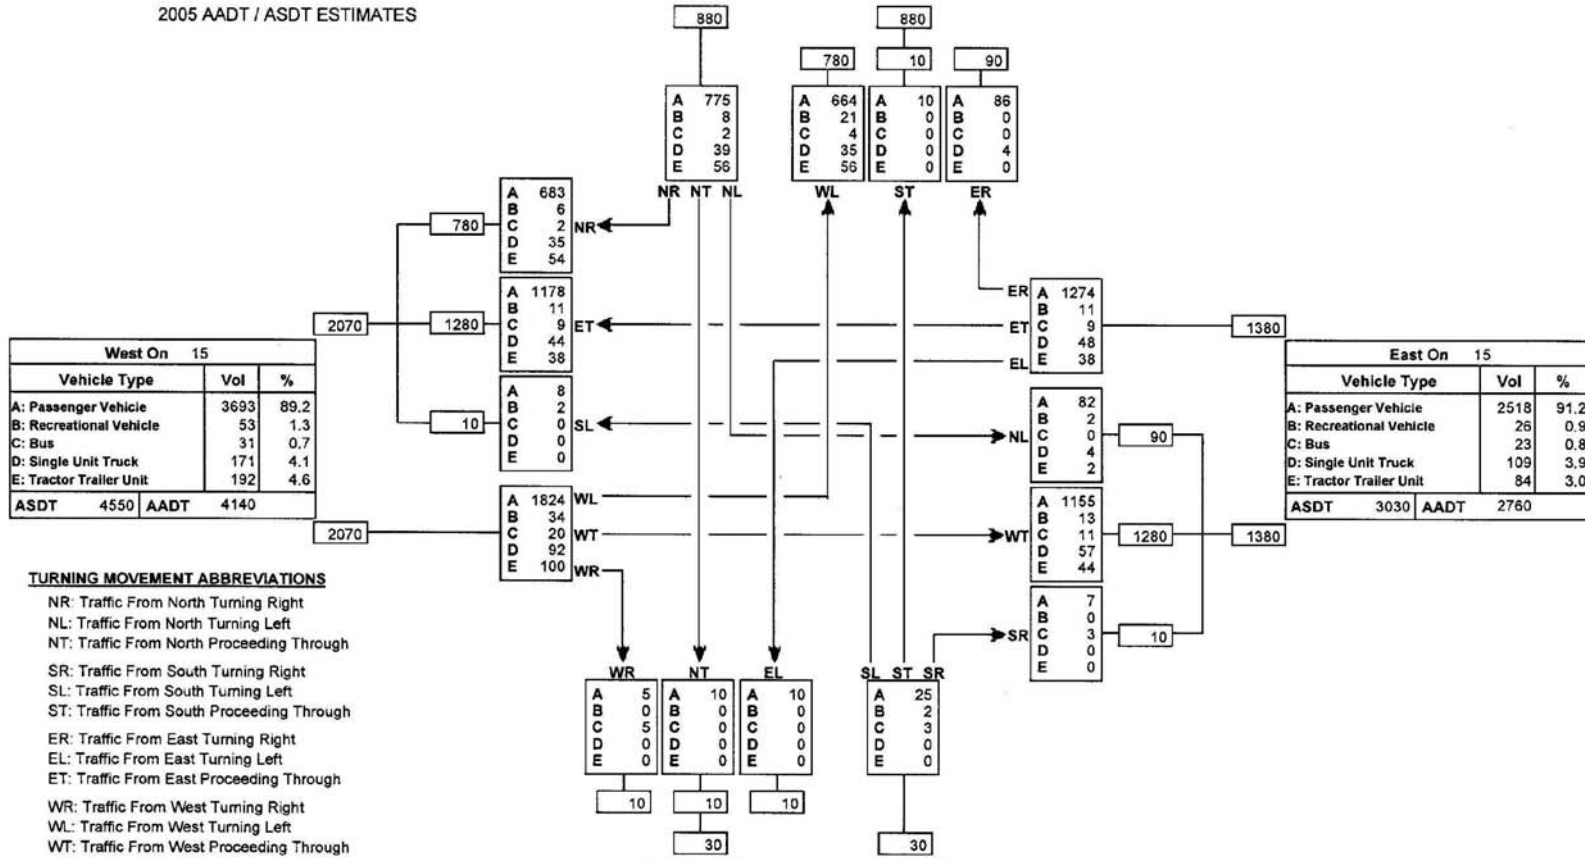 2005 AADT / ASDT ESTIMATES
880
880
780
10
90
A 775
B 8
C 2
D 39
E 56
A 664
B 21
C 4
D 35
E 56
A 10
B 0
C 0
D 0
E 0
A 86
B 0
C 0
D 4
E 0
NR NT NL
WL
ST
ER
780
A 683
B 6
C 2
D 35
E 54
NR
2070
1280
A 1178
B 11
C 9
D 44
E 38
ET
10
A 8
B 2
C 0
D 0
E 0
SL
2070
A 1824
B 34
C 20
D 92
E 100
WL
WT
WR
ER
ET
EL
A 1274
B 11
C 9
D 48
E 38
1380
NL
A 82
B 2
C 0
D 4
E 2
90
WT
A 1155
B 13
C 11
D 57
E 44
1280
1380
SR
A 7
B 0
C 3
D 0
E 0
10
West On 15
Vehicle Type Vol %
A: Passenger Vehicle 3693 89.2
B: Recreational Vehicle 53 1.3
C: Bus 31 0.7
D: Single Unit Truck 171 4.1
E: Tractor Trailer Unit 192 4.6
ASDT 4550 AADT 4140
East On 15
Vehicle Type Vol %
A: Passenger Vehicle 2518 91.2
B: Recreational Vehicle 26 0.9
C: Bus 23 0.8
D: Single Unit Truck 109 3.9
E: Tractor Trailer Unit 84 3.0
ASDT 3030 AADT 2760
TURNING MOVEMENT ABBREVIATIONS
NR: Traffic From North Turning Right
NL: Traffic From North Turning Left
NT: Traffic From North Proceeding Through
SR: Traffic From South Turning Right
SL: Traffic From South Turning Left
ST: Traffic From South Proceeding Through
ER: Traffic From East Turning Right
EL: Traffic From East Turning Left
ET: Traffic From East Proceeding Through
WR: Traffic From West Turning Right
WL: Traffic From West Turning Left
WT: Traffic From West Proceeding Through
WR
NT
EL
SL ST SR
A 5
B 0
C 5
D 0
E 0
A 10
B 0
C 0
D 0
E 0
A 10
B 0
C 0
D 0
E 0
A 25
B 2
C 3
D 0
E 0
10
10
10
30
30